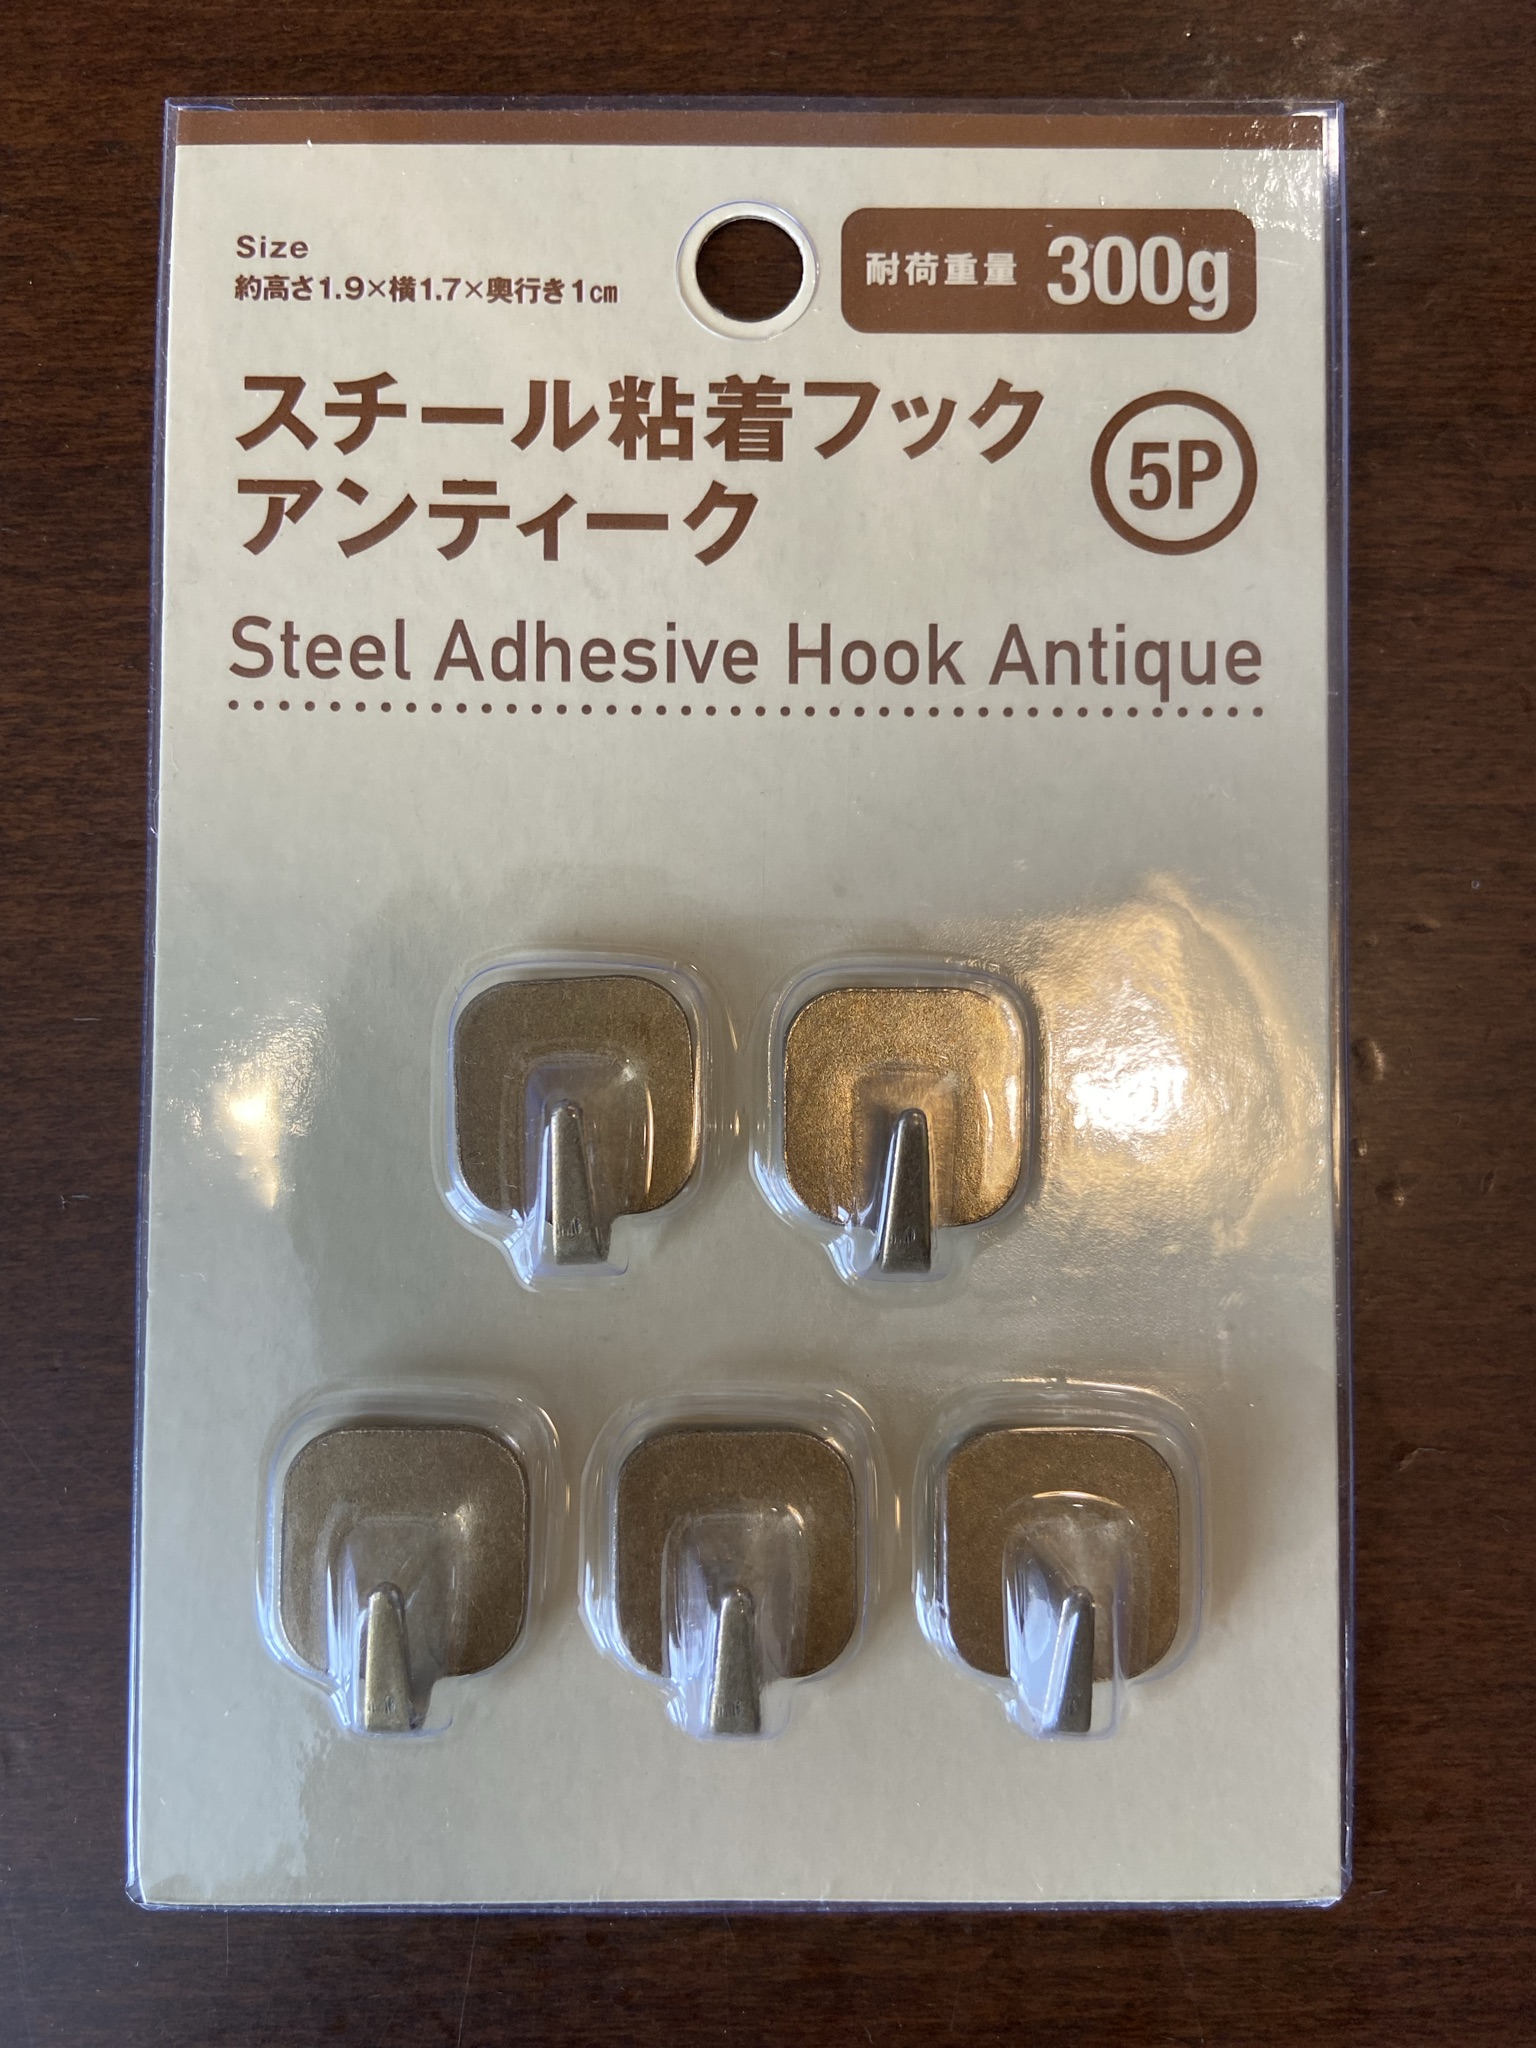 Size
約高さ1.9×横1.7×奥行き1㎝
耐荷重量 300g
スチール粘着フック
アンティーク
5P
Steel Adhesive Hook Antique